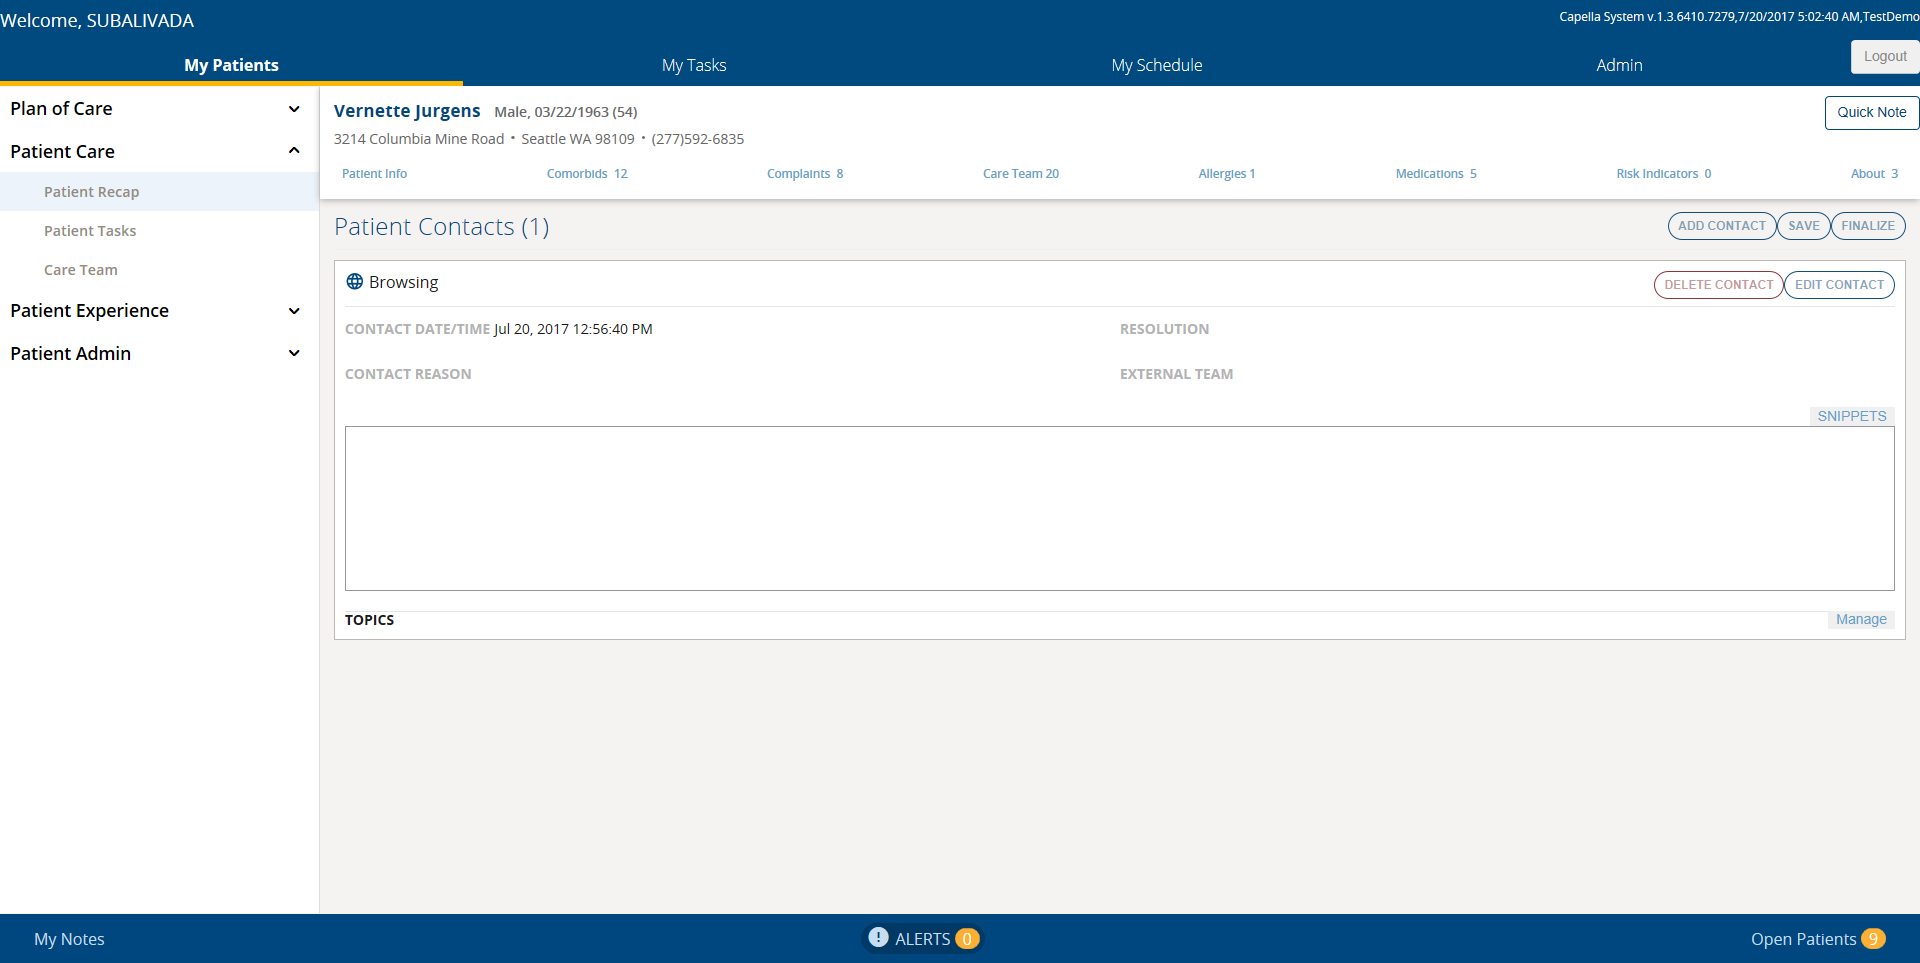 Welcome, SUBALIVADA
Capella System v.1.3.6410.7279,7/20/2017 5:02:40 AM,TestDemo
My Patients
My Tasks
My Schedule
Admin
Logout
Plan of Care
Patient Care
Patient Recap
Patient Tasks
Care Team
Patient Experience
Patient Admin
Vernette Jurgens Male, 03/22/1963 (54)
Quick Note
3214 Columbia Mine Road • Seattle WA 98109 • (277)592-6835
Patient Info
Comorbids 12
Complaints 8
Care Team 20
Allergies 1
Medications 5
Risk Indicators 0
About 3
Patient Contacts (1)
ADD CONTACT
SAVE
FINALIZE
Browsing
DELETE CONTACT
EDIT CONTACT
CONTACT DATE/TIME Jul 20, 2017 12:56:40 PM
RESOLUTION
CONTACT REASON
EXTERNAL TEAM
SNIPPETS
TOPICS
Manage
My Notes
! ALERTS 0
Open Patients 9